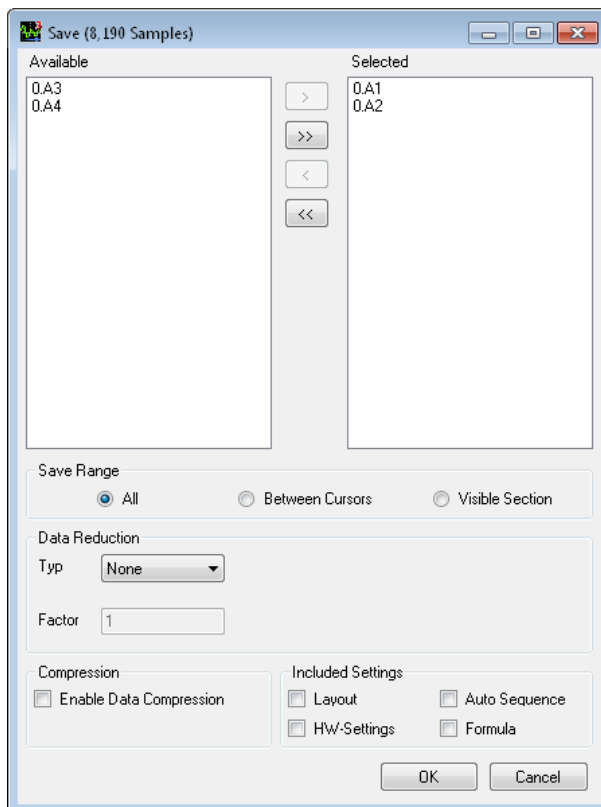 Save (8,190 Samples)
Available
Selected
0.A3
0.A4
>
>>
<
<<
0.A1
0.A2
Save Range
All
Between Cursors
Visible Section
Data Reduction
Typ
None
Factor
1
Compression
Enable Data Compression
Included Settings
Layout
Auto Sequence
HW-Settings
Formula
OK
Cancel